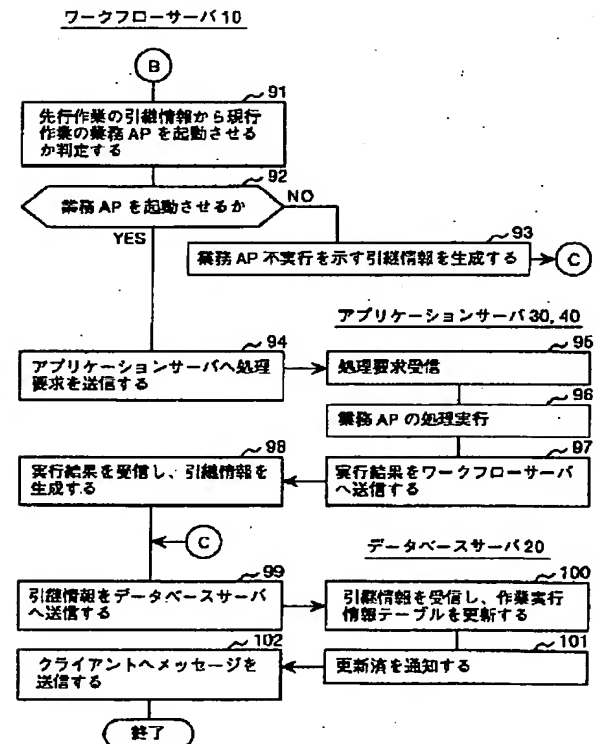 ワークフローサーバ10
B
91
先行作業の引継情報から現行
作業の業務APを起動させる
か判定する
92
業務APを起動させるか
NO
YES
93
業務AP不実行を示す引継情報を生成する
C
アプリケーションサーバ30,40
94
アプリケーションサーバへ処理
要求を送信する
95
処理要求受信
96
業務APの処理実行
97
実行結果をワークフローサーバ
へ送信する
98
実行結果を受信し、引継情報を
生成する
C
データベースサーバ20
99
引継情報をデータベースサーバ
へ送信する
100
引継情報を受信し、作業実行
情報テーブルを更新する
101
更新済を通知する
102
クライアントへメッセージを
送信する
終了